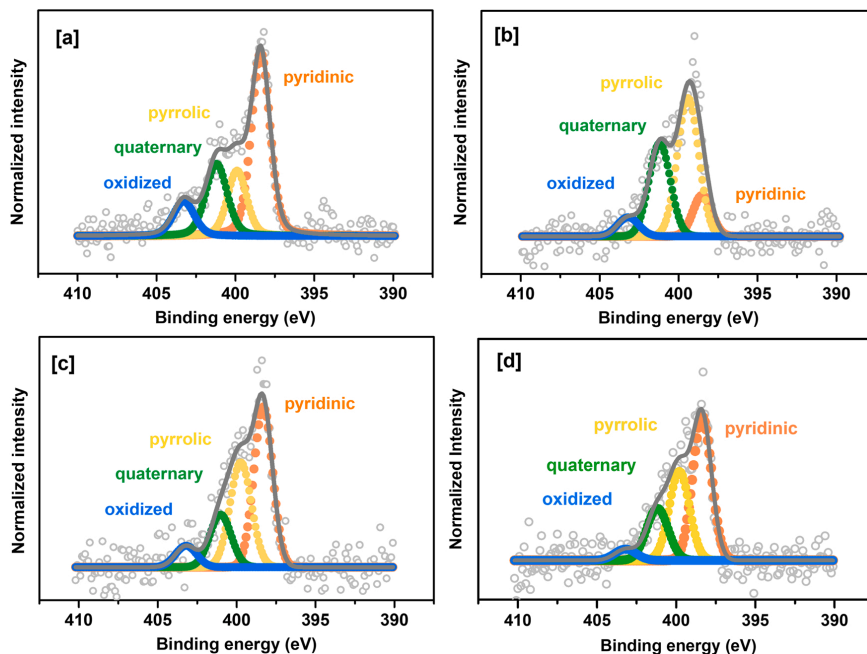 [a]
pyridinic
pyrrolic
quaternary
oxidized
Normalized intensity
410 405 400 395 390
Binding energy (eV)
[b]
pyrrolic
quaternary
pyridinic
oxidized
Normalized intensity
410 405 400 395 390
Binding energy (eV)
[c]
pyridinic
pyrrolic
quaternary
oxidized
Normalized intensity
410 405 400 395 390
Binding energy (eV)
[d]
pyrrolic
pyridinic
quaternary
oxidized
Normalized Intensity
410 405 400 395 390
Binding energy (eV)